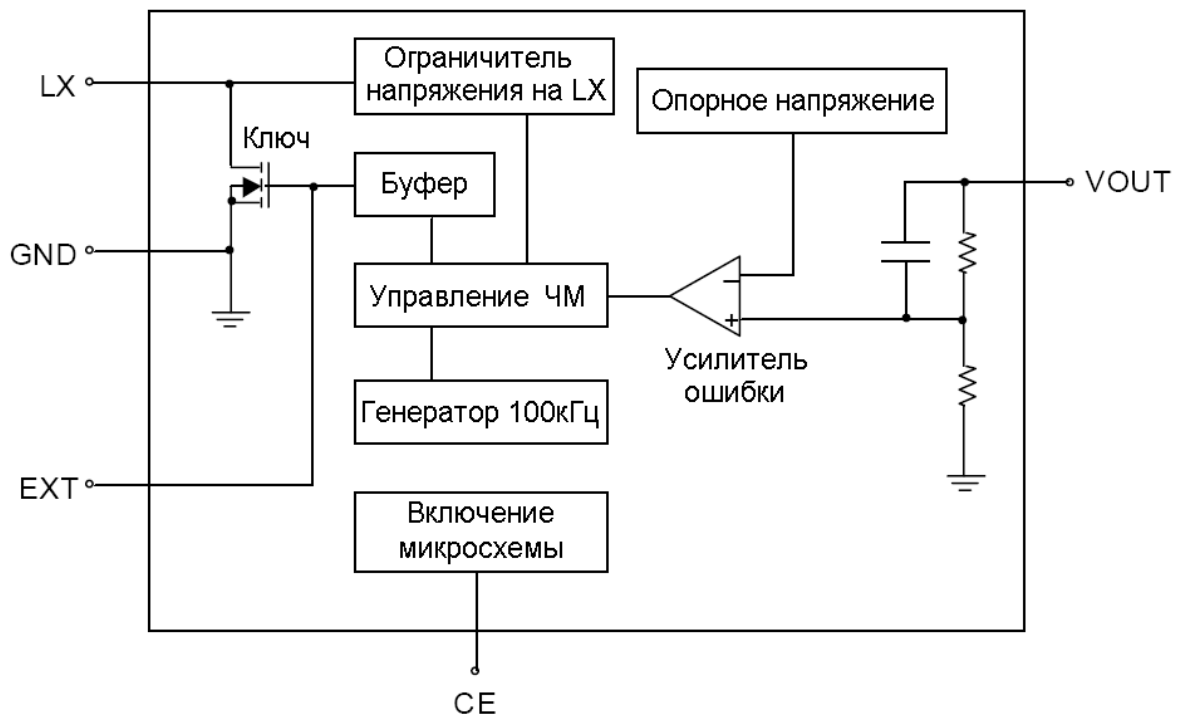 Ограничитель
напряжения на LX
LX
Опорное напряжение
Ключ
Буфер
VOUT
GND
Управление ЧМ
−
+
Усилитель
ошибки
Генератор 100кГц
EXT
Включение
микросхемы
CE